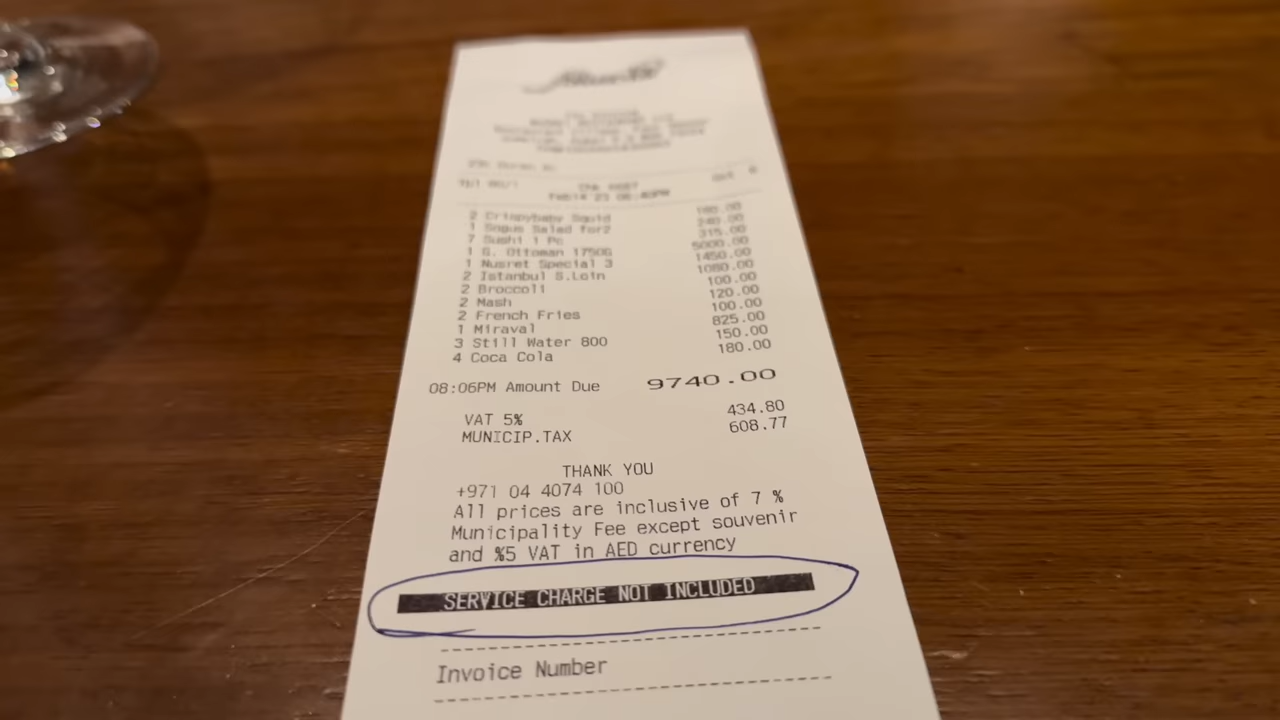 Feb14'23 06:40PM
2 Crispybaby Squid 180.00
1 Sogus Salad for2 240.00
7 Sushi 1 Pc 315.00
1 G. Ottoman 1750G 5000.00
1 Nusret Special 3 1450.00
2 Istanbul S.Loin 1080.00
2 Broccoli 100.00
2 Mash 120.00
2 French Fries 100.00
1 Miraval 825.00
3 Still Water 800 150.00
4 Coca Cola 180.00
08:06PM Amount Due 9740.00
VAT 5% 434.80
MUNICIP.TAX 608.77
THANK YOU
+971 04 4074 100
All prices are inclusive of 7 %
Municipality Fee except souvenir
and %5 VAT in AED currency
SERVICE CHARGE NOT INCLUDED
Invoice Number